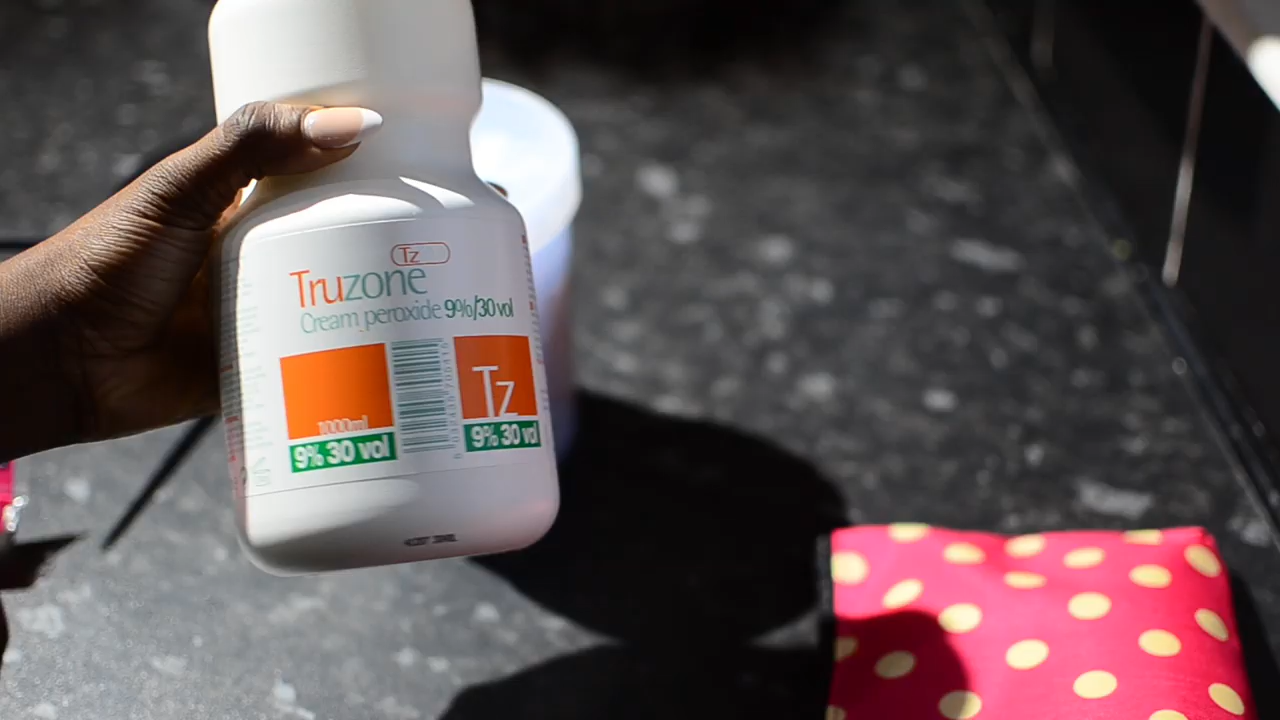 Tz
Truzone
Cream peroxide 9%/30 vol
1000ml
9% 30 vol
Tz
9% 30 vol